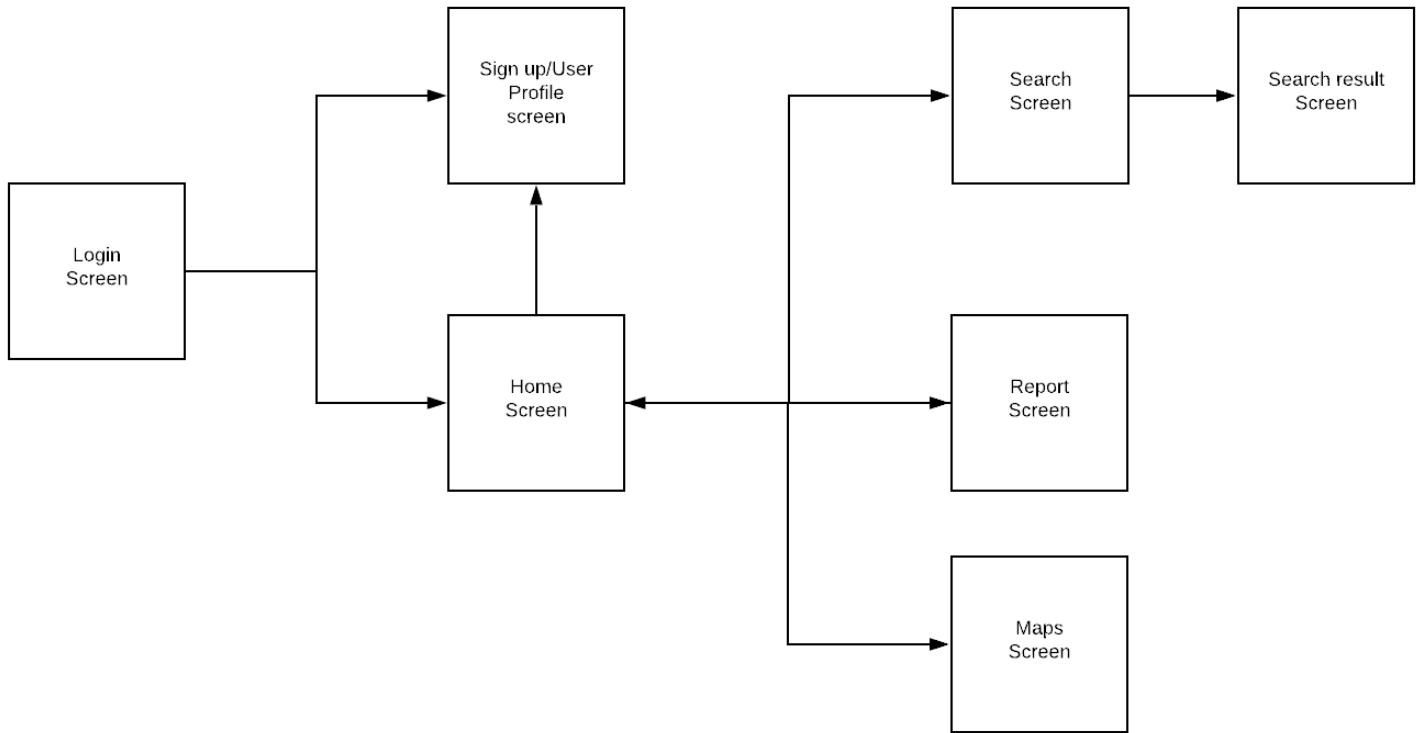 Sign up/User
Profile
screen
Search
Screen
Search result
Screen
Login
Screen
Home
Screen
Report
Screen
Maps
Screen